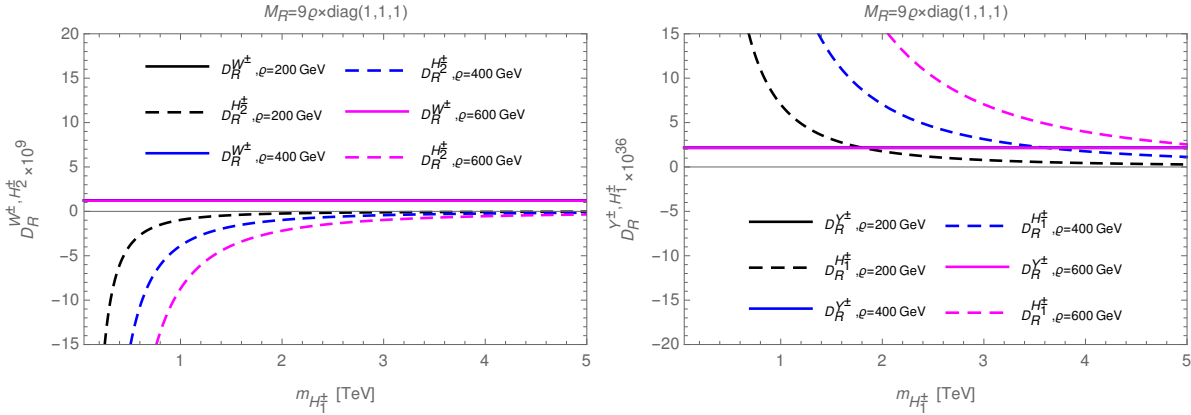 M_R=9ϱ×diag(1,1,1)
D_R^{W^±,H_2^±}×10^9
20
15
10
5
0
−5
−10
−15
D_R^{W^±},ϱ=200 GeV
D_R^{H_2^±},ϱ=400 GeV
D_R^{H_2^±},ϱ=200 GeV
D_R^{W^±},ϱ=600 GeV
D_R^{W^±},ϱ=400 GeV
D_R^{H_2^±},ϱ=600 GeV
1 2 3 4 5
m_{H_1^±} [TeV]
M_R=9ϱ×diag(1,1,1)
D_R^{Y^±,H_1^±}×10^36
15
10
5
0
−5
−10
−15
−20
D_R^{Y^±},ϱ=200 GeV
D_R^{H_1^±},ϱ=400 GeV
D_R^{H_1^±},ϱ=200 GeV
D_R^{Y^±},ϱ=600 GeV
D_R^{Y^±},ϱ=400 GeV
D_R^{H_1^±},ϱ=600 GeV
1 2 3 4 5
m_{H_1^±} [TeV]